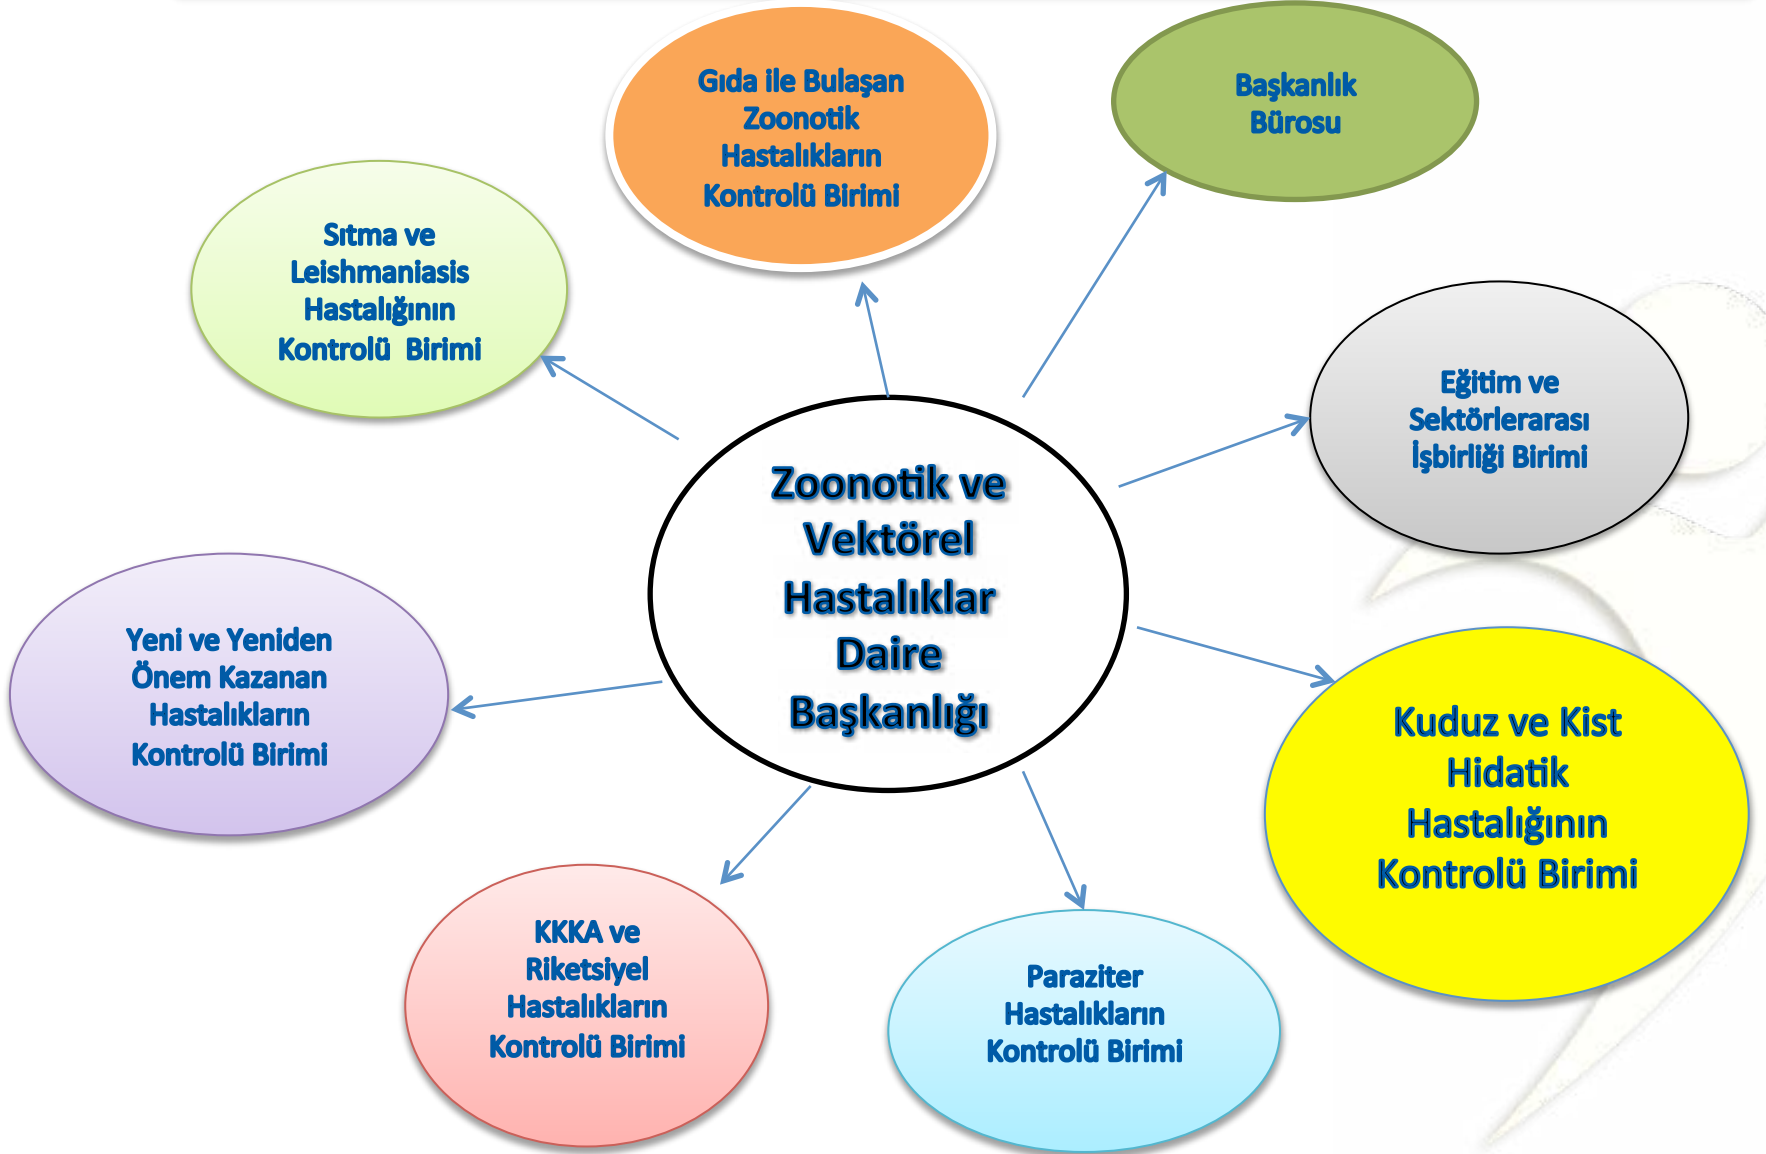 Gıda ile Bulaşan
Zoonotik
Hastalıkların
Kontrolü Birimi
Başkanlık
Bürosu
Sıtma ve
Leishmaniasis
Hastalığının
Kontrolü Birimi
Eğitim ve
Sektörlerarası
İşbirliği Birimi
Zoonotik ve
Vektörel
Hastalıklar
Daire
Başkanlığı
Yeni ve Yeniden
Önem Kazanan
Hastalıkların
Kontrolü Birimi
Kuduz ve Kist
Hidatik
Hastalığının
Kontrolü Birimi
KKKA ve
Riketsiyel
Hastalıkların
Kontrolü Birimi
Paraziter
Hastalıkların
Kontrolü Birimi